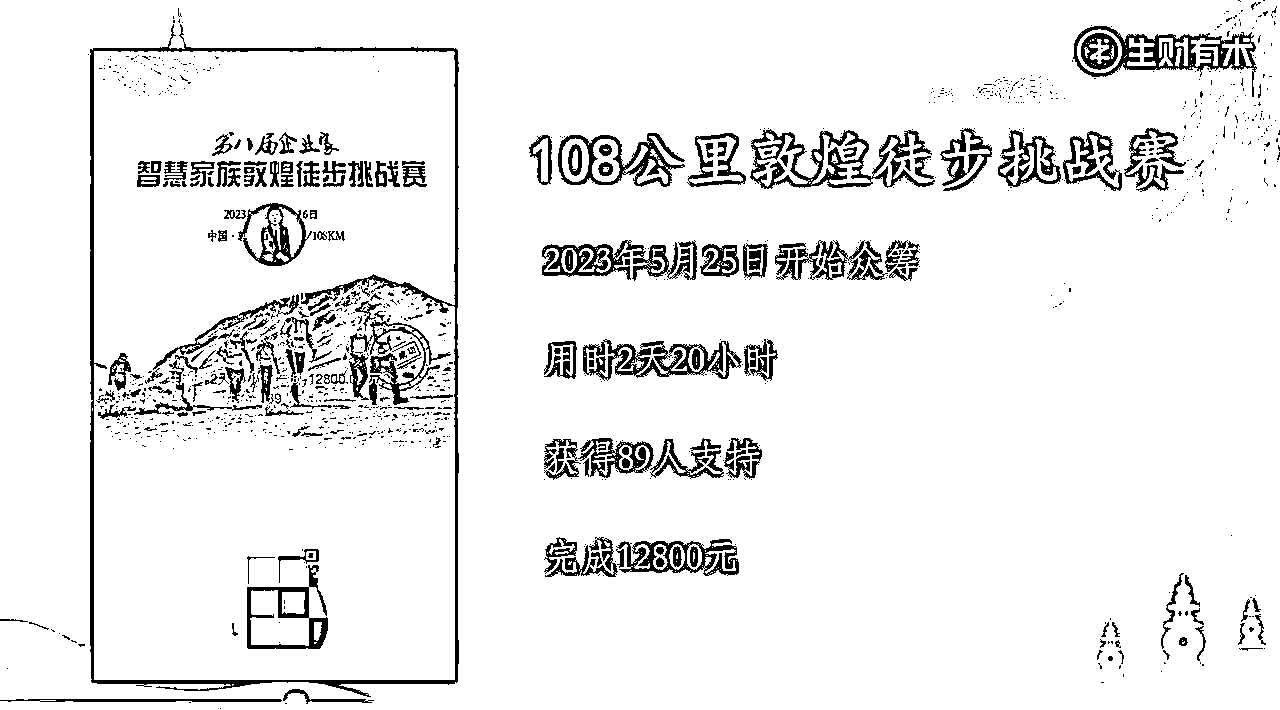 生财有术
第八届企业家
智慧家族敦煌徒步挑战赛
2023 16日
中国· /108KM
12800.
89
108公里敦煌徒步挑战赛
2023年5月25日开始众筹
用时2天20小时
获得89人支持
完成12800元